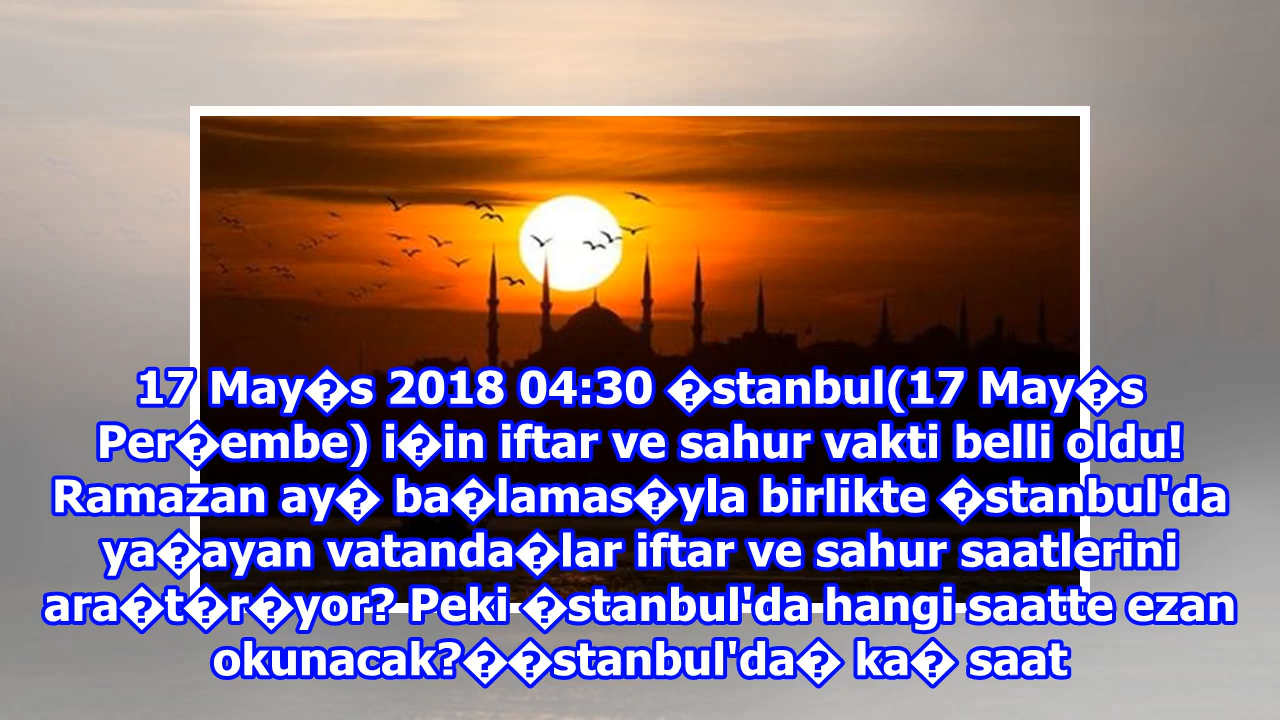 17 May�s 2018 04:30 �stanbul(17 May�s
Per�embe) i�in iftar ve sahur vakti belli oldu!
Ramazan ay� ba�lamas�yla birlikte �stanbul'da
ya�ayan vatanda�lar iftar ve sahur saatlerini
ara�t�r�yor? Peki �stanbul'da hangi saatte ezan
okunacak?��stanbul'da� ka� saat